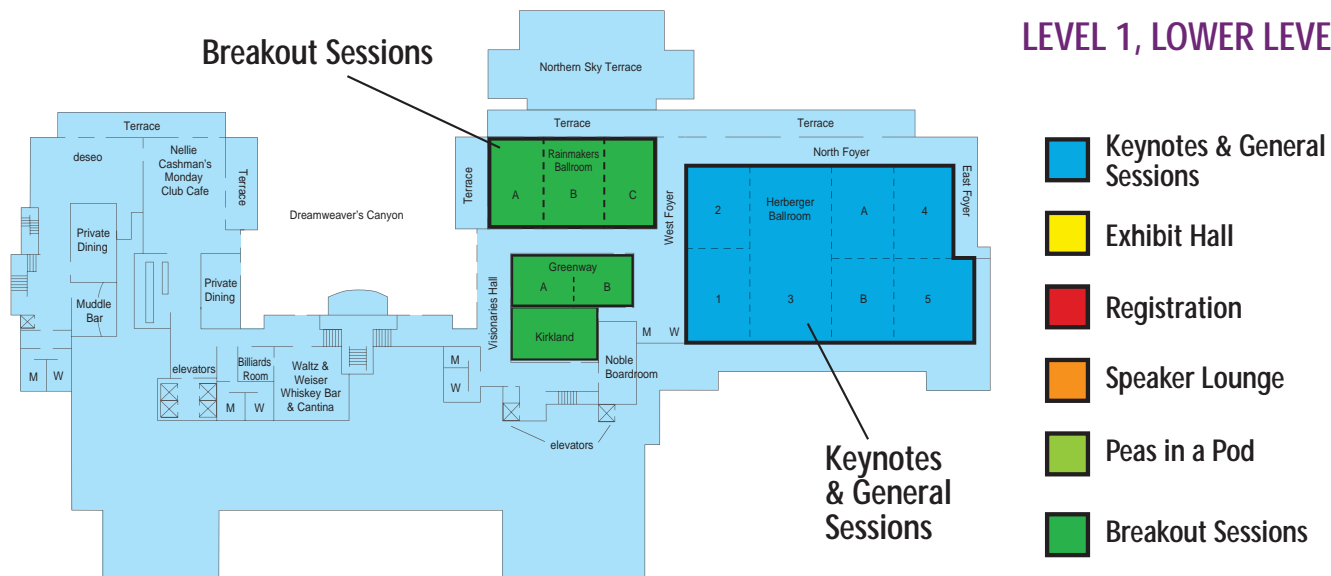 LEVEL 1, LOWER LEVE
Breakout Sessions
Northern Sky Terrace
Terrace
Terrace
Terrace
deseo
Nellie
Cashman's
Monday
Club Cafe
Terrace
Private
Dining
Muddle
Bar
Private
Dining
M
W
elevators
Billiards
Room
M
W
Waltz &
Weiser
Whiskey Bar
& Cantina
Dreamweaver's Canyon
Terrace
Rainmakers
Ballroom
A
B
C
West Foyer
North Foyer
East Foyer
Herberger
Ballroom
2
A
4
1
3
B
5
Visionaries Hall
Greenway
A
B
Kirkland
Noble
Boardroom
M
W
M
W
elevators
Keynotes
& General
Sessions
Keynotes & General
Sessions
Exhibit Hall
Registration
Speaker Lounge
Peas in a Pod
Breakout Sessions